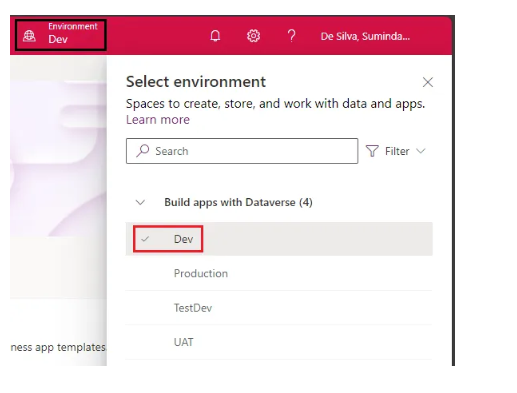 Environment
Dev
? De Silva, Suminda...
Select environment
Spaces to create, store, and work with data and apps.
Learn more
Search
Filter
Build apps with Dataverse (4)
Dev
Production
TestDev
UAT
ness app templates